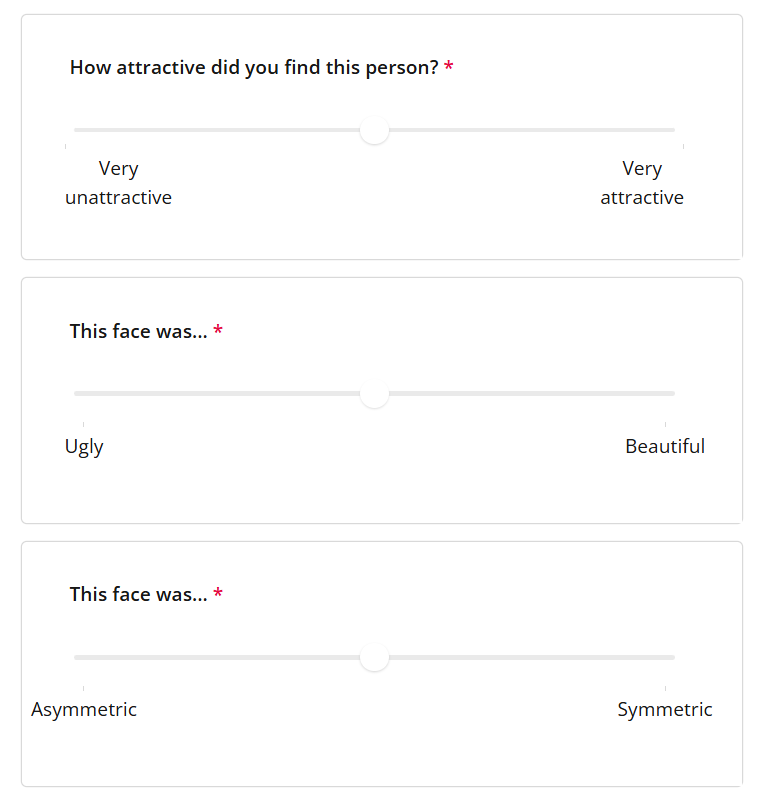 How attractive did you find this person? *
Very unattractive
Very attractive
This face was... *
Ugly
Beautiful
This face was... *
Asymmetric
Symmetric